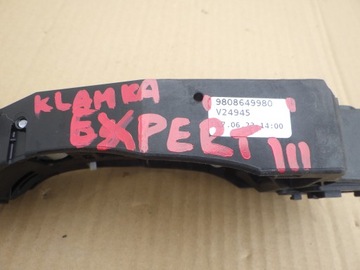 KLAMKA
EXPERT III
9808649980
V24945
.06. 14:00